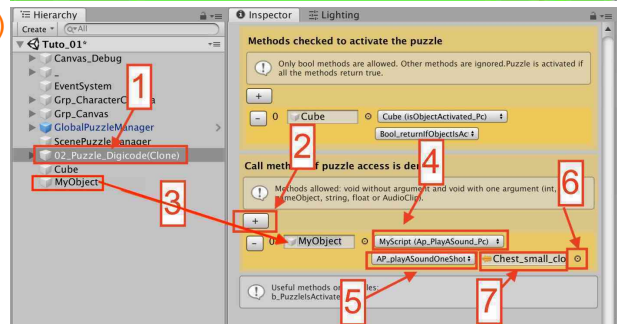 Hierarchy
Create
Q▾All
Tuto_01*
Canvas_Debug
_
EventSystem
Grp_CharacterC
Grp_Canvas
GlobalPuzzleManager
ScenePuzzleManager
02_Puzzle_Digicode(Clone)
Cube
MyObject
1
3
Inspector
Lighting
Methods checked to activate the puzzle
Only bool methods are allowed. Other methods are ignored.Puzzle is activated if
all the methods return true.
+
- 0 Cube Cube (isObjectActivated_Pc)
Bool_returnIfObjectIsAc
2
4
6
Call meth f puzzle access is de
Methods allowed: void without argument and void with one argument (int,
meObject, string, float or AudioClip).
+
- 0 MyObject MyScript (Ap_PlayASound_Pc)
AP_playASoundOneShot Chest_small_clo
Useful methods o les:
b_PuzzleIsActivate
5
7